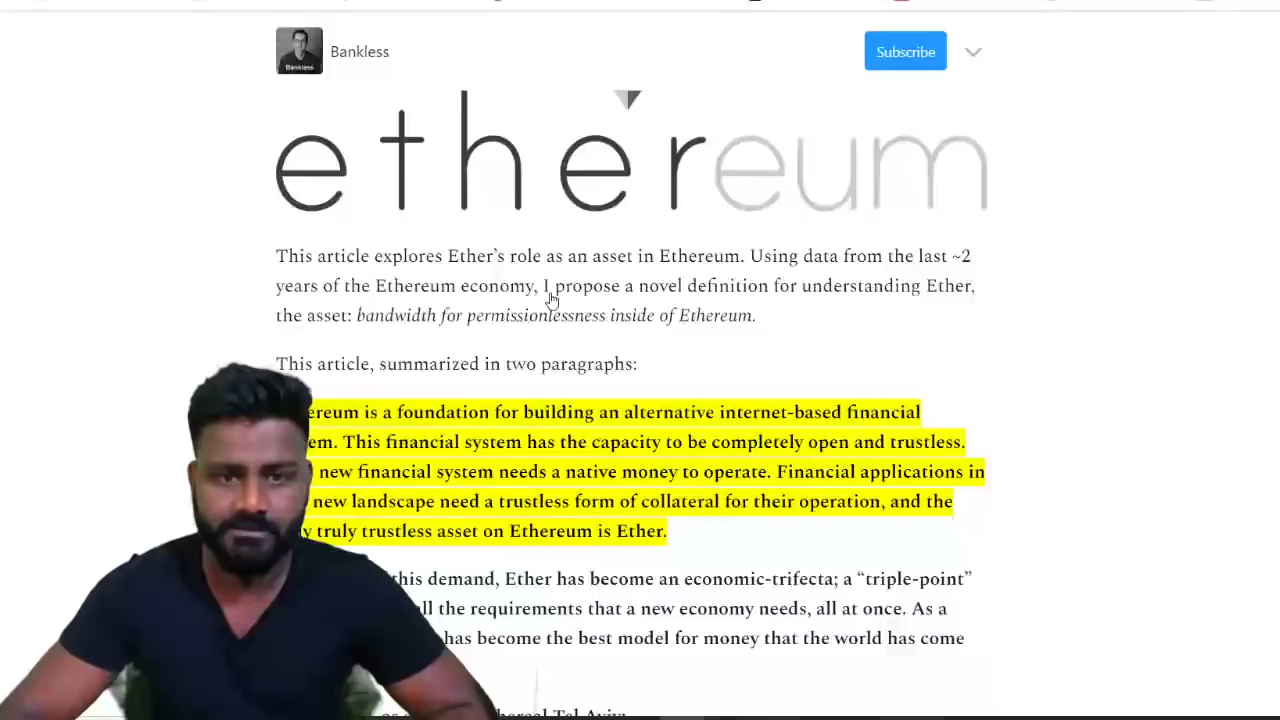 Bankless
Bankless
Subscribe
ethereum
This article explores Ether’s role as an asset in Ethereum. Using data from the last ~2
years of the Ethereum economy, I propose a novel definition for understanding Ether,
the asset: bandwidth for permissionlessness inside of Ethereum.
This article, summarized in two paragraphs:
ereum is a foundation for building an alternative internet-based financial
em. This financial system has the capacity to be completely open and trustless.
new financial system needs a native money to operate. Financial applications in
new landscape need a trustless form of collateral for their operation, and the
y truly trustless asset on Ethereum is Ether.
this demand, Ether has become an economic-trifecta; a “triple-point”
ll the requirements that a new economy needs, all at once. As a
has become the best model for money that the world has come